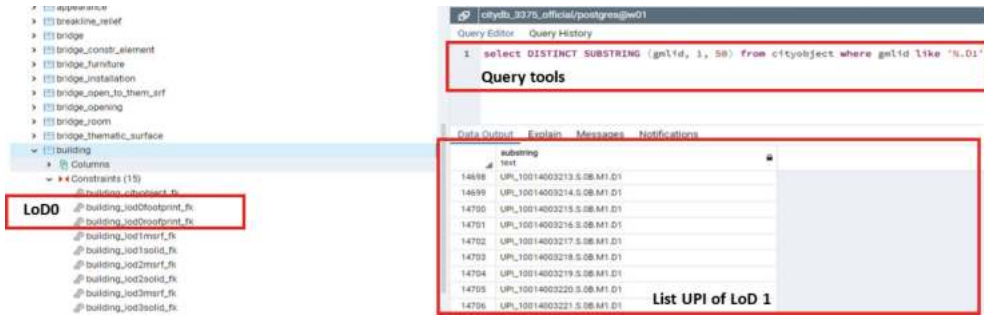 appearance
breakline_relief
bridge
bridge_constr_element
bridge_furniture
bridge_installation
bridge_open_to_them_srf
bridge_opening
bridge_room
bridge_thematic_surface
building
Columns
Constraints (15)
building_cityobject_fk
LoD0
building_lod0footprint_fk
building_lod0roofprint_fk
building_lod1msrf_fk
building_lod1solid_fk
building_lod2msrf_fk
building_lod2solid_fk
building_lod3msrf_fk
building_lod3solid_fk
citydb_3375_official/postgres@w01
Query Editor Query History
1 select DISTINCT SUBSTRING (gmlid, 1, 50) from cityobject where gmlid like '%.D1'
Query tools
Data Output Explain Messages Notifications
substring
text
14698 UPI_10014003213.S.0B.M1.D1
14699 UPI_10014003214.S.0B.M1.D1
14700 UPI_10014003215.S.0B.M1.D1
14701 UPI_10014003216.S.0B.M1.D1
14702 UPI_10014003217.S.0B.M1.D1
14703 UPI_10014003218.S.0B.M1.D1
14704 UPI_10014003219.S.0B.M1.D1
14705 UPI_10014003220.S.0B.M1.D1
14706 UPI_10014003221.S.0B.M1.D1
List UPI of LoD 1